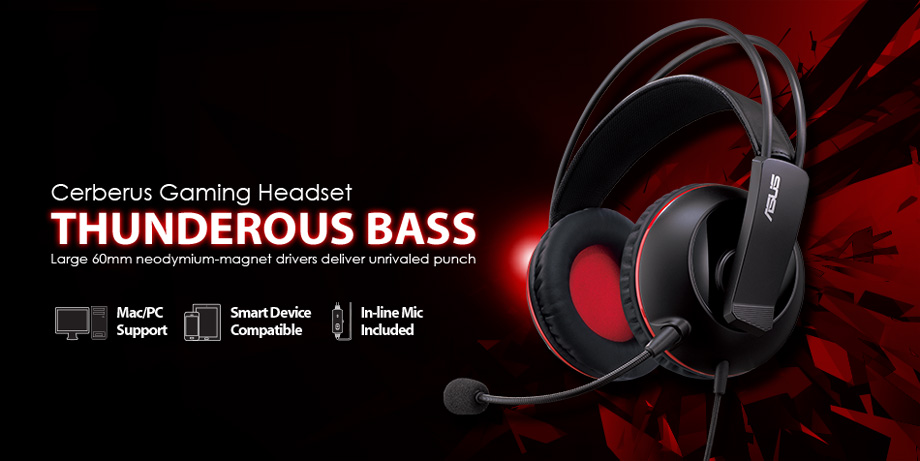 Cerberus Gaming Headset
THUNDEROUS BASS
Large 60mm neodymium-magnet drivers deliver unrivaled punch
Mac/PC
Support
Smart Device
Compatible
In-line Mic
Included
ASUS